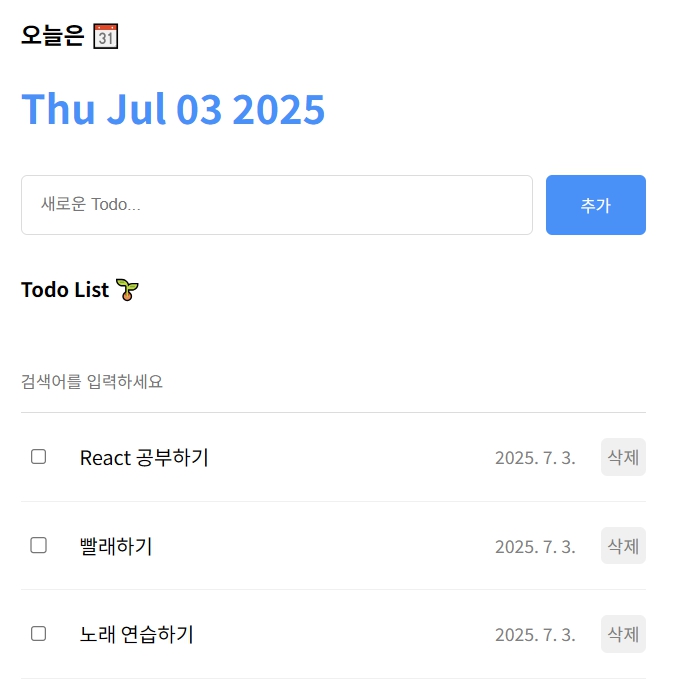 오늘은 📅
Thu Jul 03 2025
새로운 Todo...
추가
Todo List 🌱
검색어를 입력하세요
React 공부하기 2025. 7. 3. 삭제
빨래하기 2025. 7. 3. 삭제
노래 연습하기 2025. 7. 3. 삭제